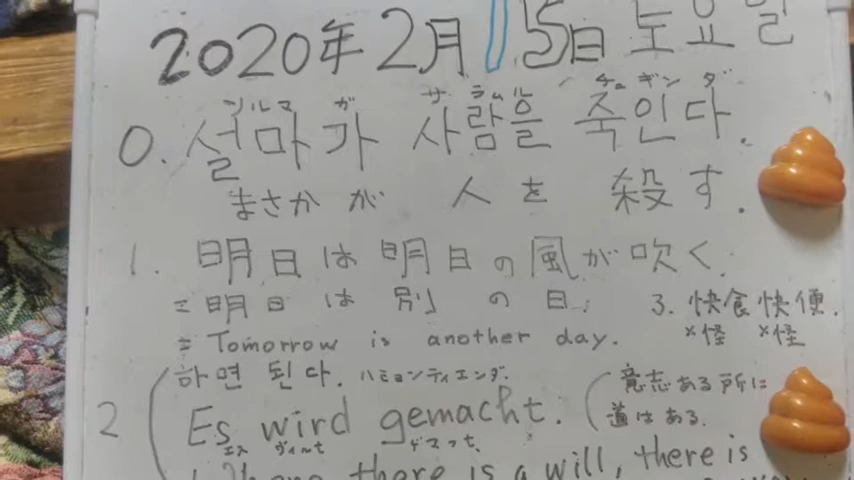 2020年2月15日 토요일
ソルマ ガ サラムル チュギンダ
0. 설마가 사람을 죽인다.
まさかが 人を 殺す.
1. 明日は明日の風が吹く.
= 明日は別の日.
3. 快食快便.
×怪 ×怪
= Tomorrow is another day.
하면 된다. ハミョンティエンダ.
2 Es wird gemacht.
エス ヴィルト ゲマスト
意志ある所に
道はある.
there is a will, there is